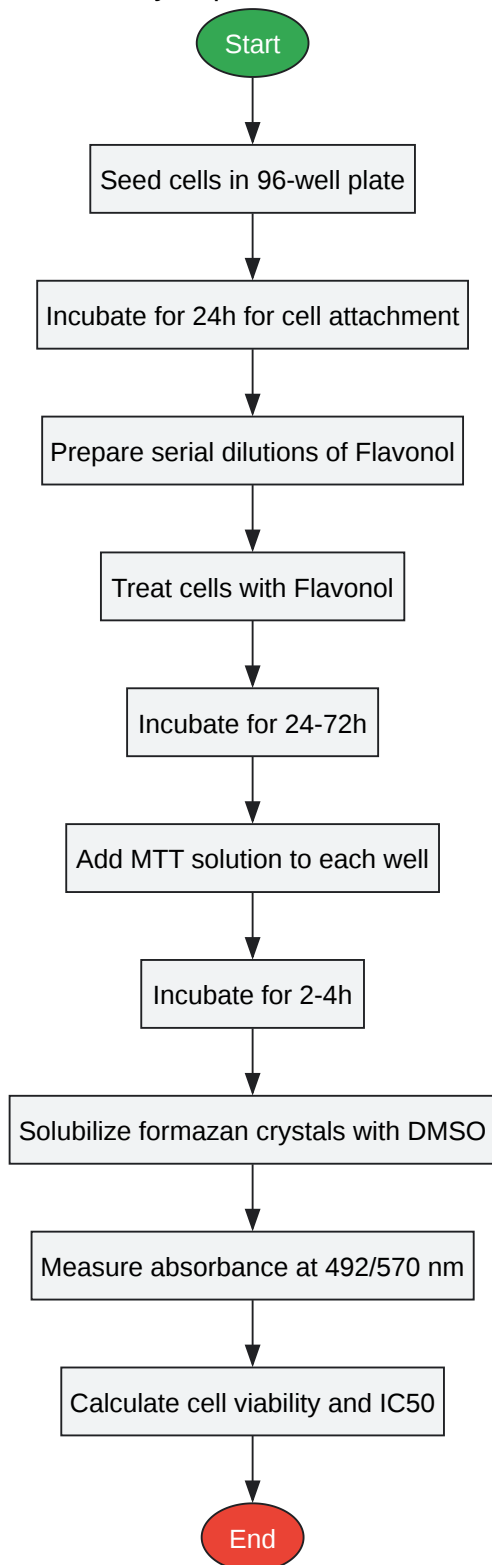 Start
Seed cells in 96-well plate
Incubate for 24h for cell attachment
Prepare serial dilutions of Flavonol
Treat cells with Flavonol
Incubate for 24-72h
Add MTT solution to each well
Incubate for 2-4h
Solubilize formazan crystals with DMSO
Measure absorbance at 492/570 nm
Calculate cell viability and IC50
End